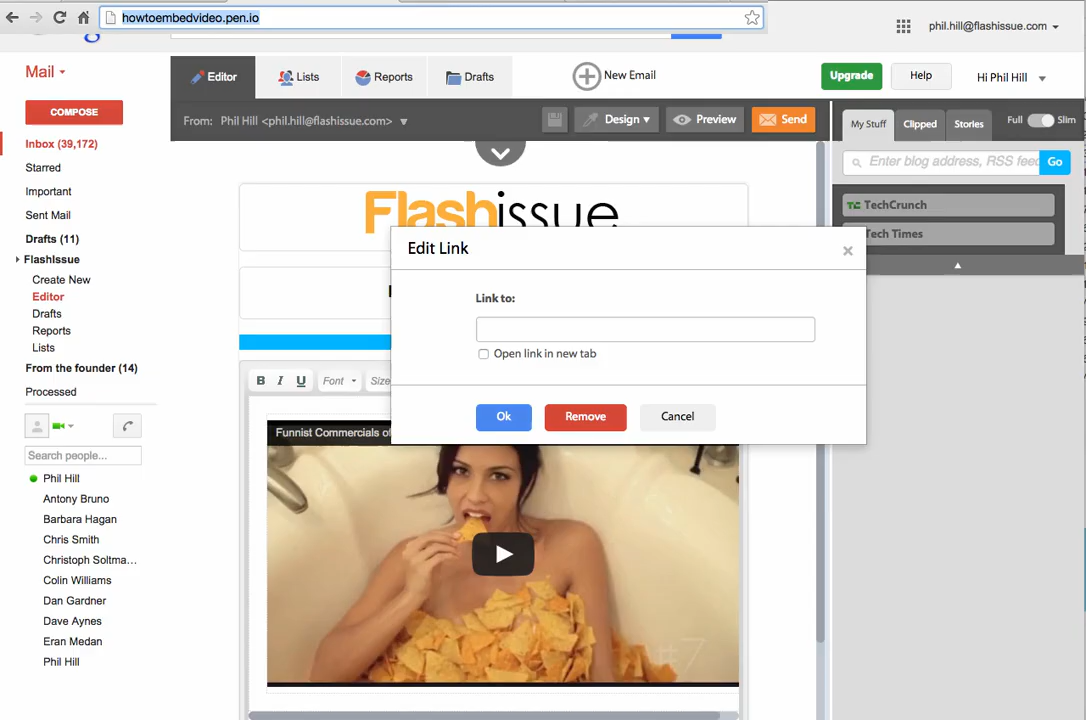 howtoembedvideo.pen.io
phil.hill@flashissue.com
Mail
Editor
Lists
Reports
Drafts
New Email
Upgrade
Help
Hi Phil Hill
COMPOSE
From: Phil Hill <phil.hill@flashissue.com>
Design
Preview
Send
My Stuff
Clipped
Stories
Full
Slim
Inbox (39,172)
Starred
Important
Sent Mail
Drafts (11)
Flashissue
Create New
Editor
Drafts
Reports
Lists
From the founder (14)
Processed
Enter blog address, RSS feed
Go
TechCrunch
Tech Times
Flashissue
Edit Link
×
Link to:
Open link in new tab
Ok
Remove
Cancel
B I U Font Size
Search people...
Phil Hill
Antony Bruno
Barbara Hagan
Chris Smith
Christoph Soltma...
Colin Williams
Dan Gardner
Dave Aynes
Eran Medan
Phil Hill
Funnist Commercials of
#7